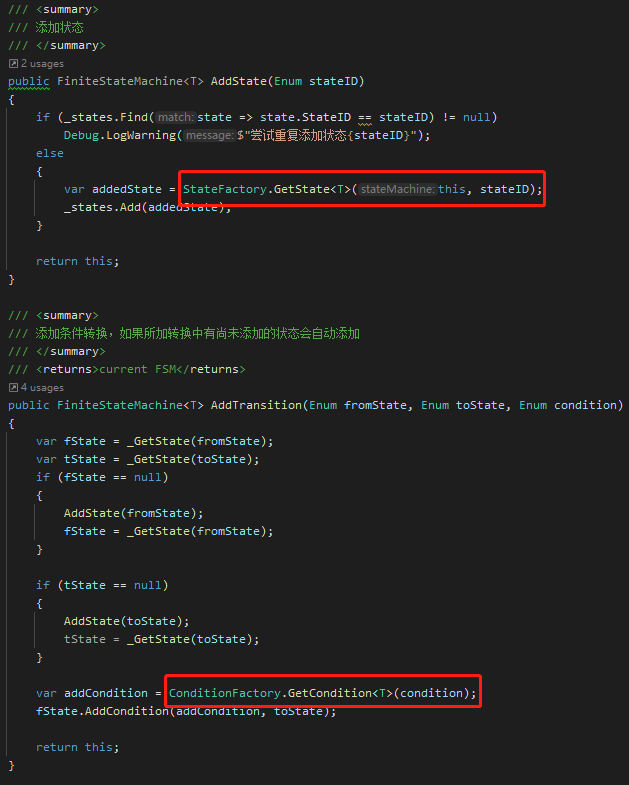 /// <summary>
/// 添加状态
/// </summary>
2 usages
public FiniteStateMachine<T> AddState(Enum stateID)
{
if (_states.Find(match:state => state.StateID == stateID) != null)
Debug.LogWarning(message:$"尝试重复添加状态{stateID}");
else
{
var addedState = StateFactory.GetState<T>(stateMachine:this, stateID);
_states.Add(addedState);
}
return this;
}
/// <summary>
/// 添加条件转换，如果所加转换中有尚未添加的状态会自动添加
/// </summary>
/// <returns>current FSM</returns>
4 usages
public FiniteStateMachine<T> AddTransition(Enum fromState, Enum toState, Enum condition)
{
var fState = _GetState(fromState);
var tState = _GetState(toState);
if (fState == null)
{
AddState(fromState);
fState = _GetState(fromState);
}
if (tState == null)
{
AddState(toState);
tState = _GetState(toState);
}
var addCondition = ConditionFactory.GetCondition<T>(condition);
fState.AddCondition(addCondition, toState);
return this;
}